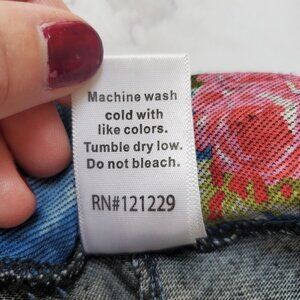 Machine wash
cold with
like colors.
Tumble dry low.
Do not bleach.
RN#121229